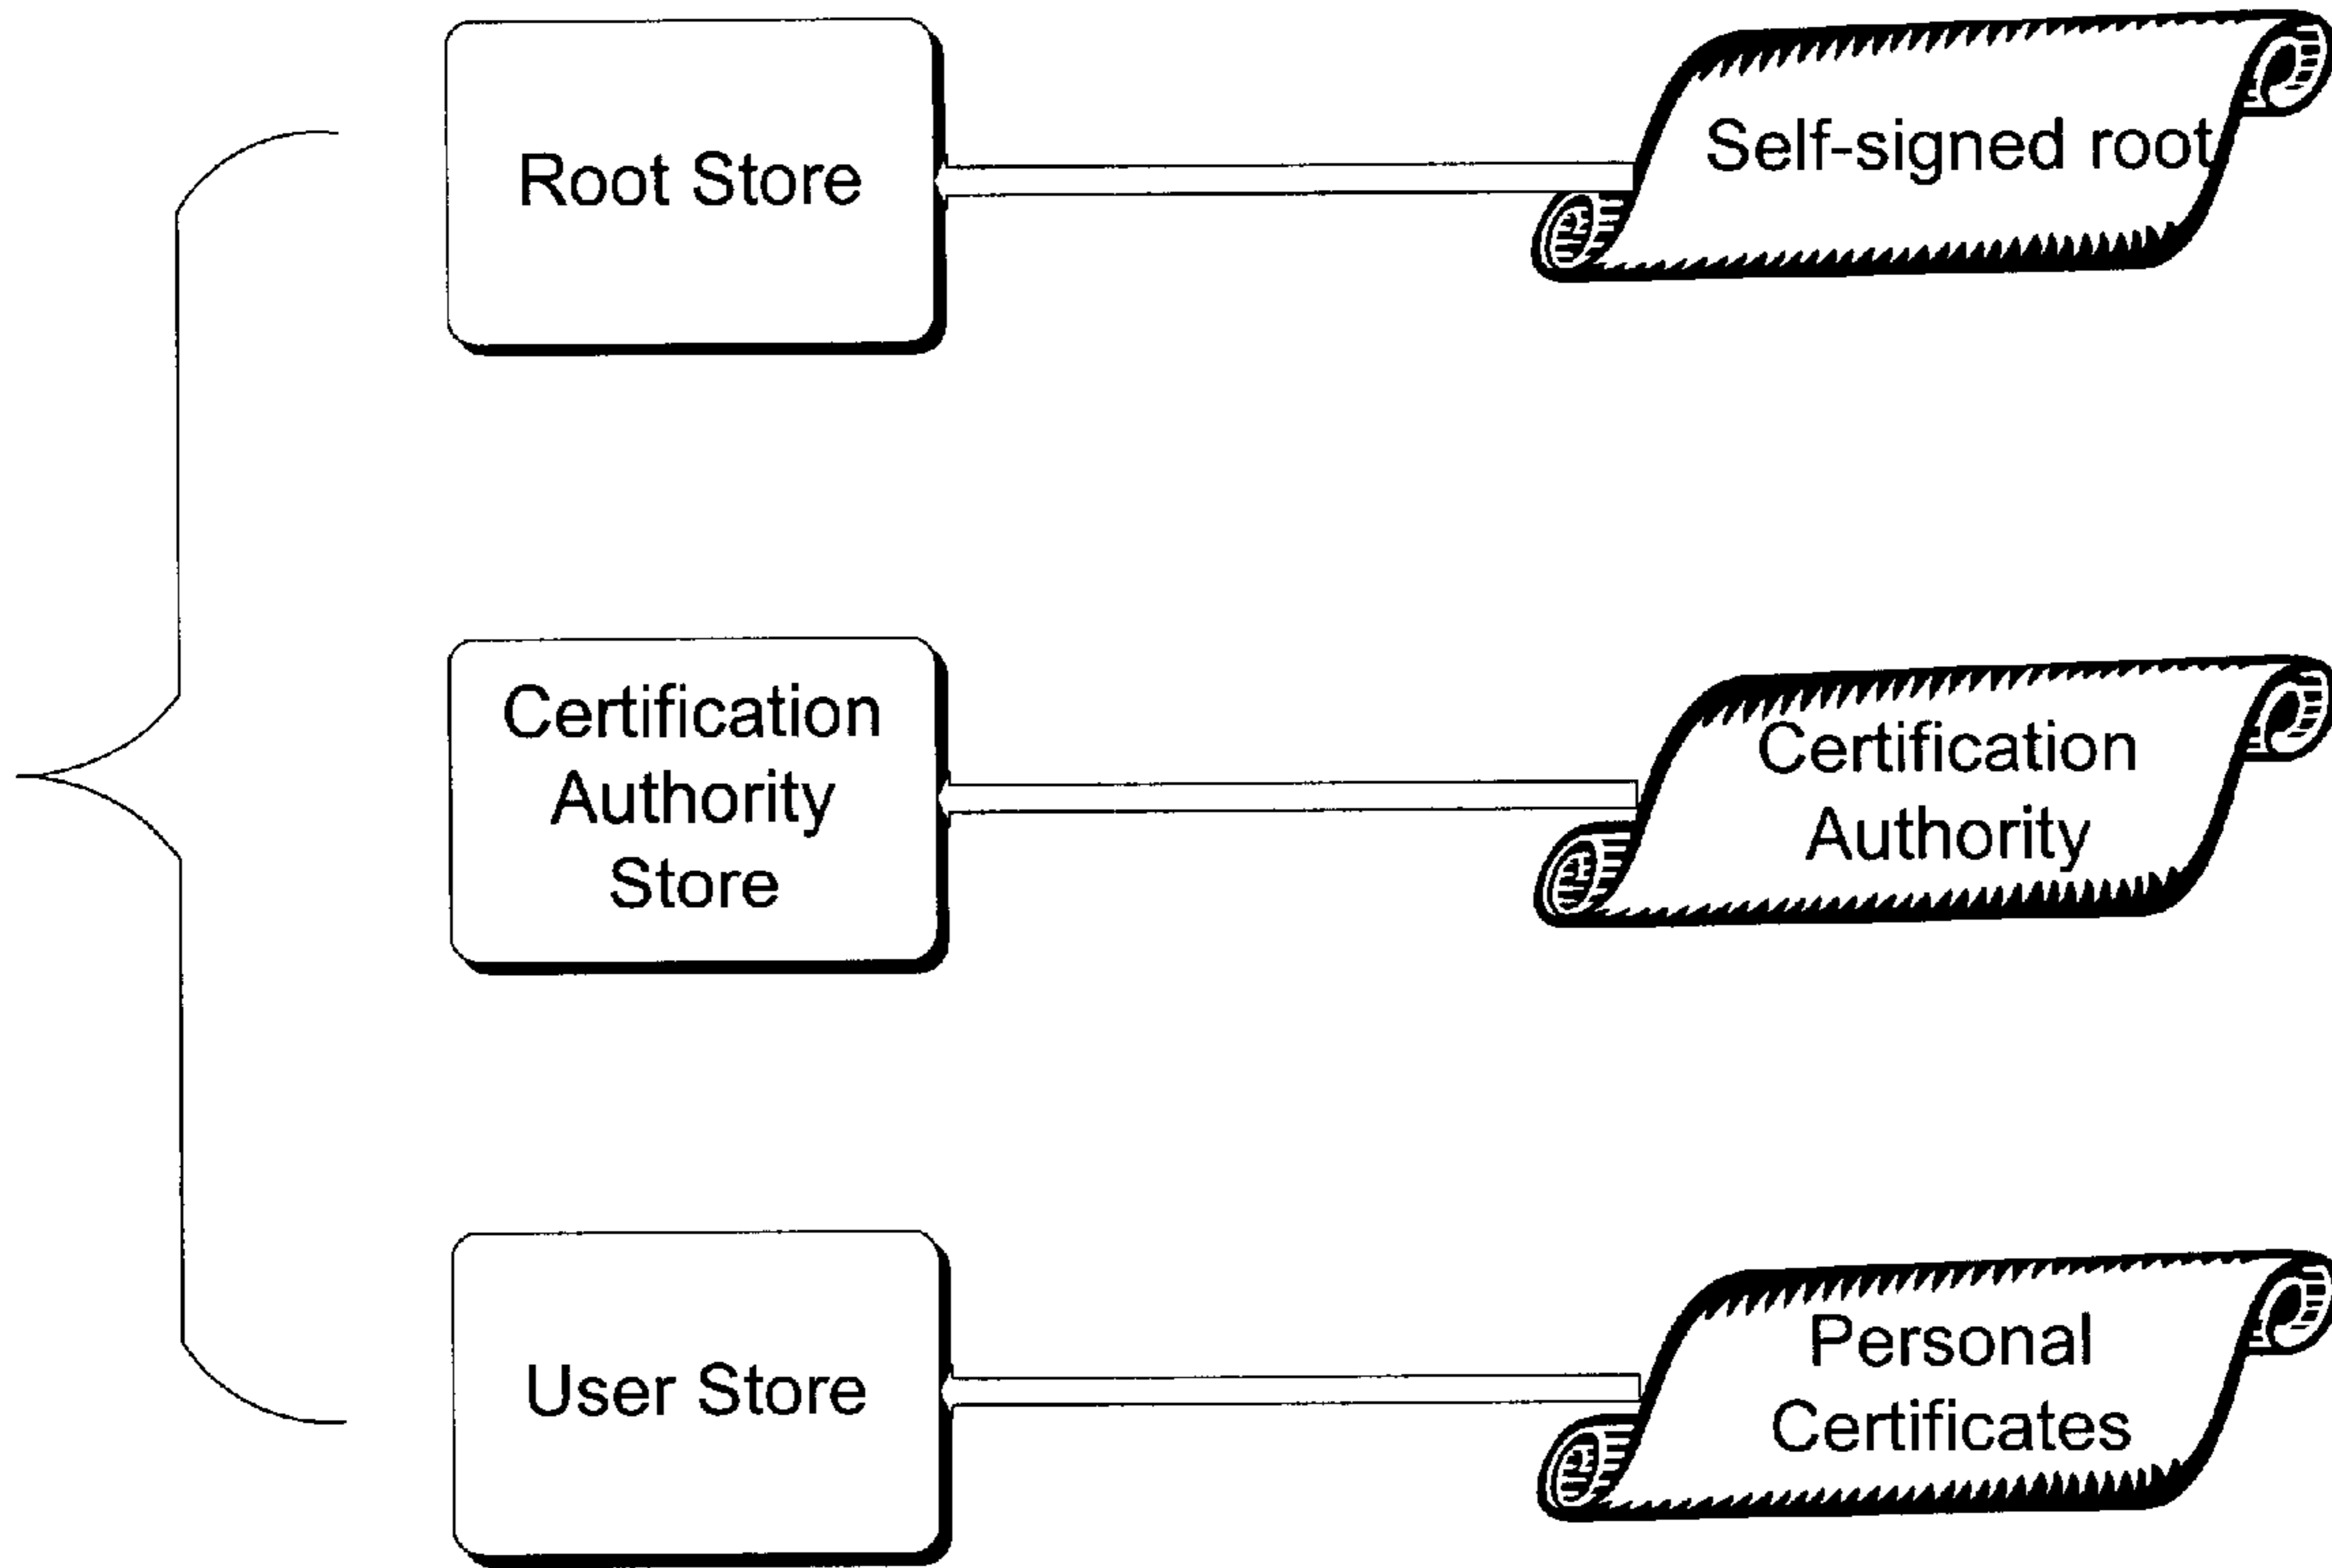 Root Store
Self-signed root
Certification
Authority
Store
Certification
Authority
User Store
Personal
Certificates